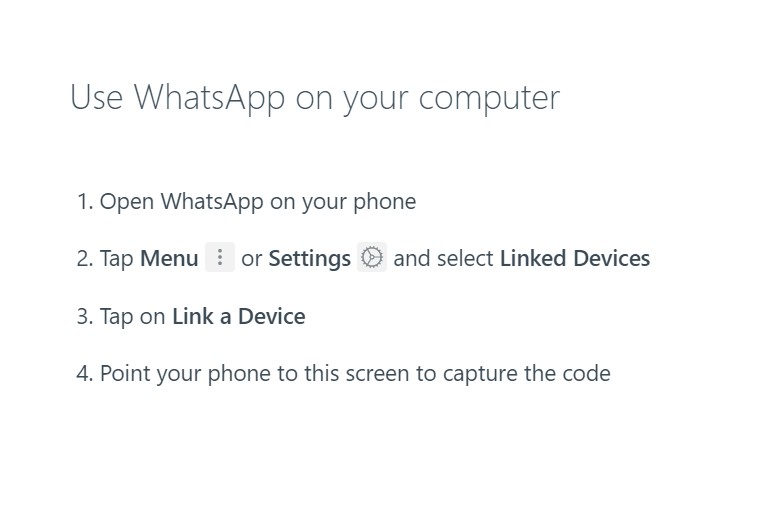 Use WhatsApp on your computer
1. Open WhatsApp on your phone
2. Tap Menu or Settings and select Linked Devices
3. Tap on Link a Device
4. Point your phone to this screen to capture the code